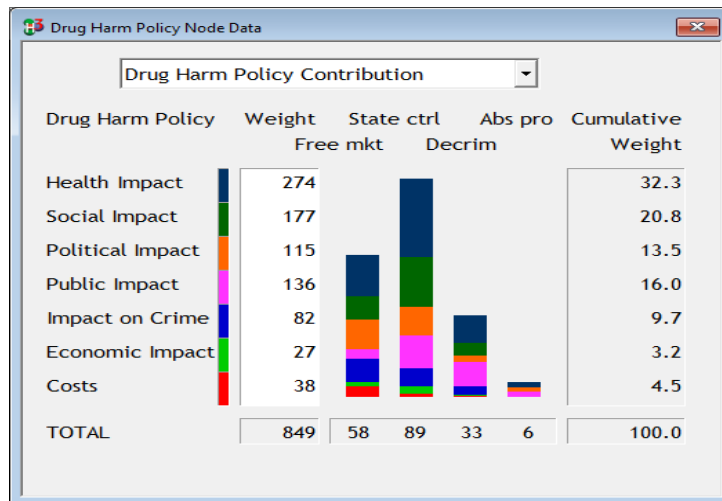 Drug Harm Policy Node Data
Drug Harm Policy Contribution
Drug Harm Policy Weight State ctrl Abs pro Cumulative
Free mkt Decrim Weight
Health Impact 274 32.3
Social Impact 177 20.8
Political Impact 115 13.5
Public Impact 136 16.0
Impact on Crime 82 9.7
Economic Impact 27 3.2
Costs 38 4.5
TOTAL 849 58 89 33 6 100.0